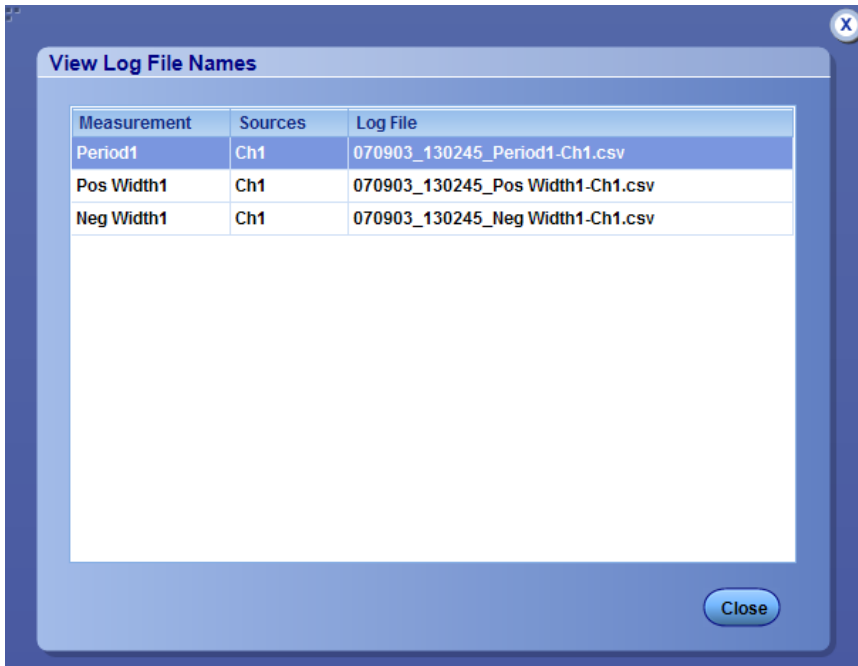 X
View Log File Names
Measurement Sources Log File
Period1 Ch1 070903_130245_Period1-Ch1.csv
Pos Width1 Ch1 070903_130245_Pos Width1-Ch1.csv
Neg Width1 Ch1 070903_130245_Neg Width1-Ch1.csv
Close